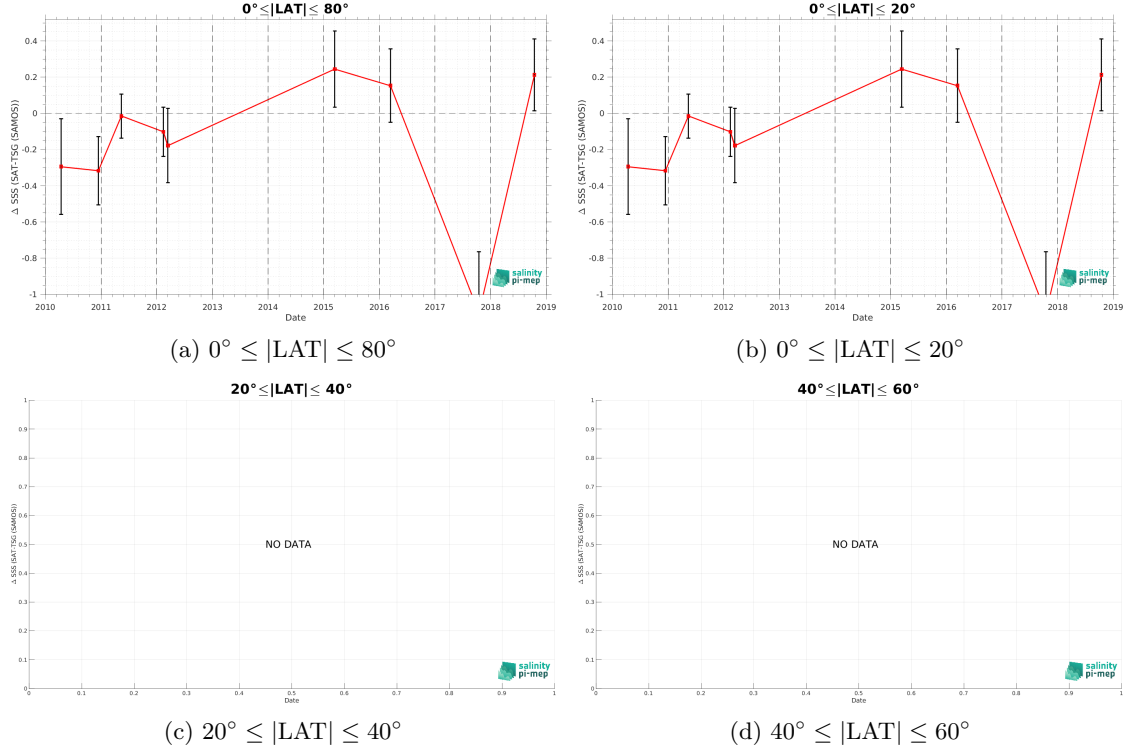 0°≤|LAT|≤ 80°
Δ SSS (SAT-TSG (SAMOS))
0.4
0.2
0
-0.2
-0.4
-0.6
-0.8
-1
2010 2011 2012 2013 2014 2015 2016 2017 2018 2019
Date
salinity
pi-mep
(a) 0° ≤ |LAT| ≤ 80°
0°≤|LAT|≤ 20°
Δ SSS (SAT-TSG (SAMOS))
0.4
0.2
0
-0.2
-0.4
-0.6
-0.8
-1
2010 2011 2012 2013 2014 2015 2016 2017 2018 2019
Date
salinity
pi-mep
(b) 0° ≤ |LAT| ≤ 20°
20°≤|LAT|≤ 40°
Δ SSS (SAT-TSG (SAMOS))
1
0.9
0.8
0.7
0.6
0.5
0.4
0.3
0.2
0.1
0
NO DATA
0 0.1 0.2 0.3 0.4 0.5 0.6 0.7 0.8 0.9 1
Date
salinity
pi-mep
(c) 20° ≤ |LAT| ≤ 40°
40°≤|LAT|≤ 60°
Δ SSS (SAT-TSG (SAMOS))
1
0.9
0.8
0.7
0.6
0.5
0.4
0.3
0.2
0.1
0
NO DATA
0 0.1 0.2 0.3 0.4 0.5 0.6 0.7 0.8 0.9 1
Date
salinity
pi-mep
(d) 40° ≤ |LAT| ≤ 60°